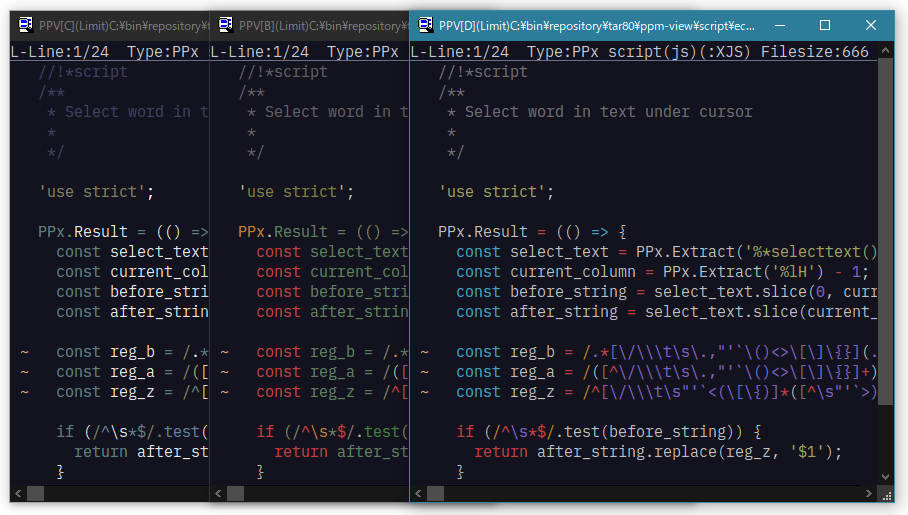 PPV[C](Limit)C:¥bin¥repository¥
L-Line:1/24  Type:PPx
//!*script
/**
 * Select word in t
 *
 */
'use strict';
PPx.Result = (() =>
  const select_text
  const current_col
  const before_stri
  const after_strin
~ const reg_b = /.*
~ const reg_a = /([
~ const reg_z = /^[
  if (/^\s*$/.test(
    return after_st
  }
PPV[B](Limit)C:¥bin¥repository¥
L-Line:1/24  Type:PPx
//!*script
/**
 * Select word in t
 *
 */
'use strict';
PPx.Result = (() =>
  const select_text
  const current_col
  const before_stri
  const after_strin
~ const reg_b = /.*
~ const reg_a = /([
~ const reg_z = /^[
  if (/^\s*$/.test(
    return after_st
  }
PPV[D](Limit)C:¥bin¥repository¥tar80¥ppm-view¥script¥ec...
L-Line:1/24  Type:PPx script(js)(:XJS) Filesize:666
//!*script
/**
 * Select word in text under cursor
 *
 */
'use strict';
PPx.Result = (() => {
  const select_text = PPx.Extract('%*selecttext()
  const current_column = PPx.Extract('%lH') - 1;
  const before_string = select_text.slice(0, curr
  const after_string = select_text.slice(current_
~ const reg_b = /.*[\/\\\t\s\.,"'`\()<>\[\]\{}](.
~ const reg_a = /([^\/\\\t\s\.,"'`\()<>\[\]\{}]+)
~ const reg_z = /^[\/\\\t\s"'`<(\[\{)]*([^\s"'`>)
  if (/^\s*$/.test(before_string)) {
    return after_string.replace(reg_z, '$1');
  }